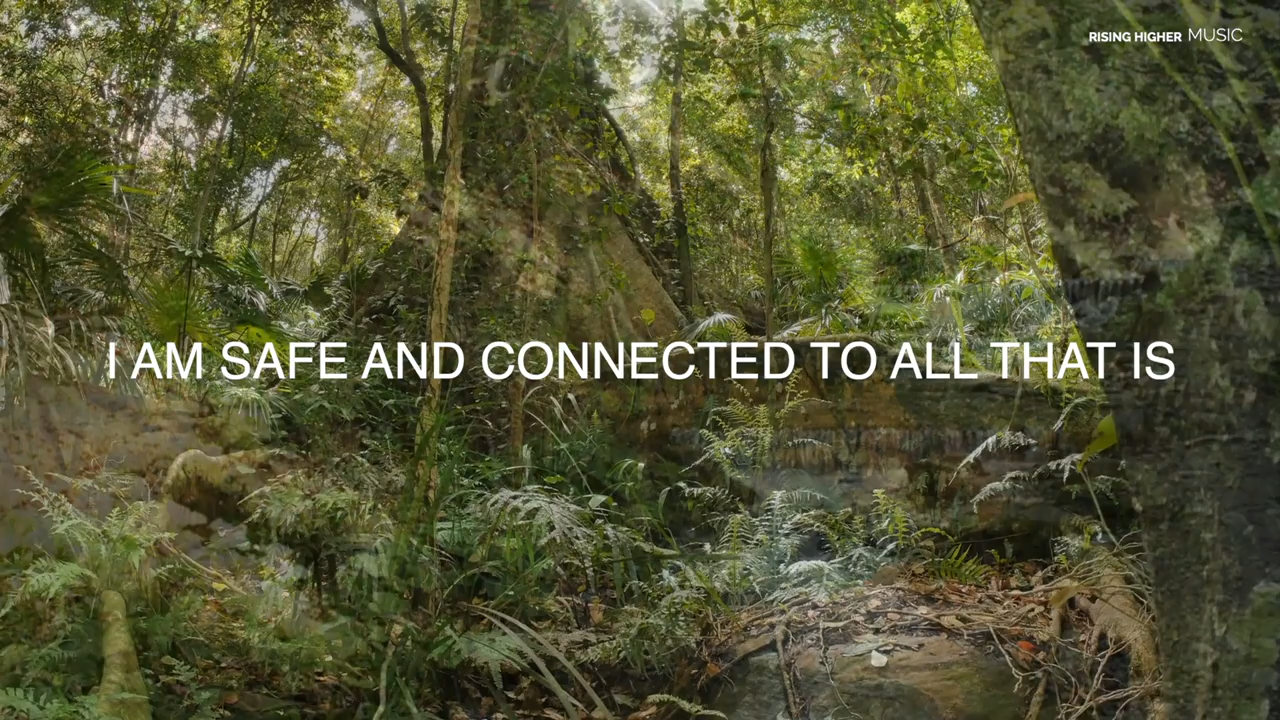 RISING HIGHER MUSIC
I AM SAFE AND CONNECTED TO ALL THAT IS